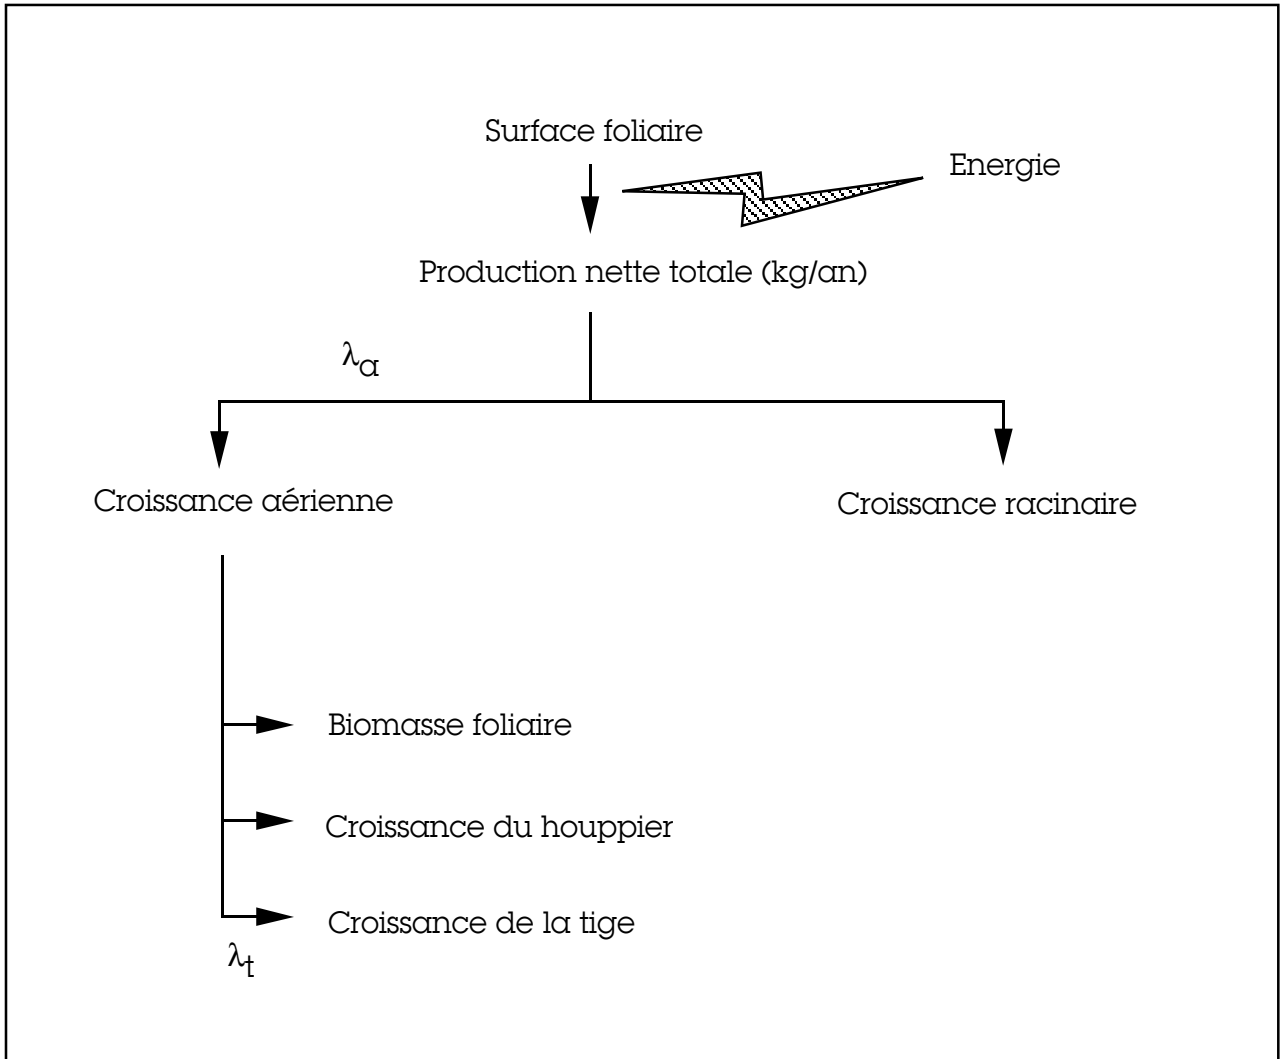 Surface foliaire
Energie
Production nette totale (kg/an)
λa
Croissance aérienne
Croissance racinaire
Biomasse foliaire
Croissance du houppier
Croissance de la tige
λt